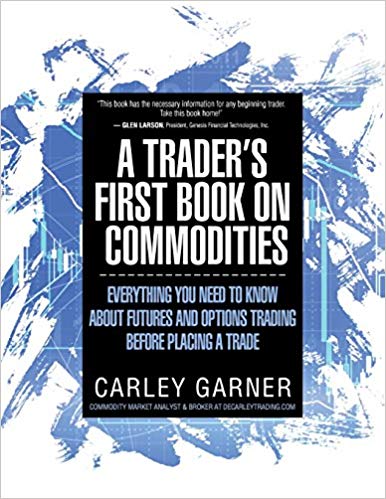 "This book has the necessary information for any beginning trader.
Take this book home!"
— GLEN LARSON, President, Genesis Financial Technologies, Inc.
A TRADER'S
FIRST BOOK ON
COMMODITIES
EVERYTHING YOU NEED TO KNOW
ABOUT FUTURES AND OPTIONS TRADING
BEFORE PLACING A TRADE
CARLEY GARNER
COMMODITY MARKET ANALYST & BROKER AT DECARLEYTRADING.COM